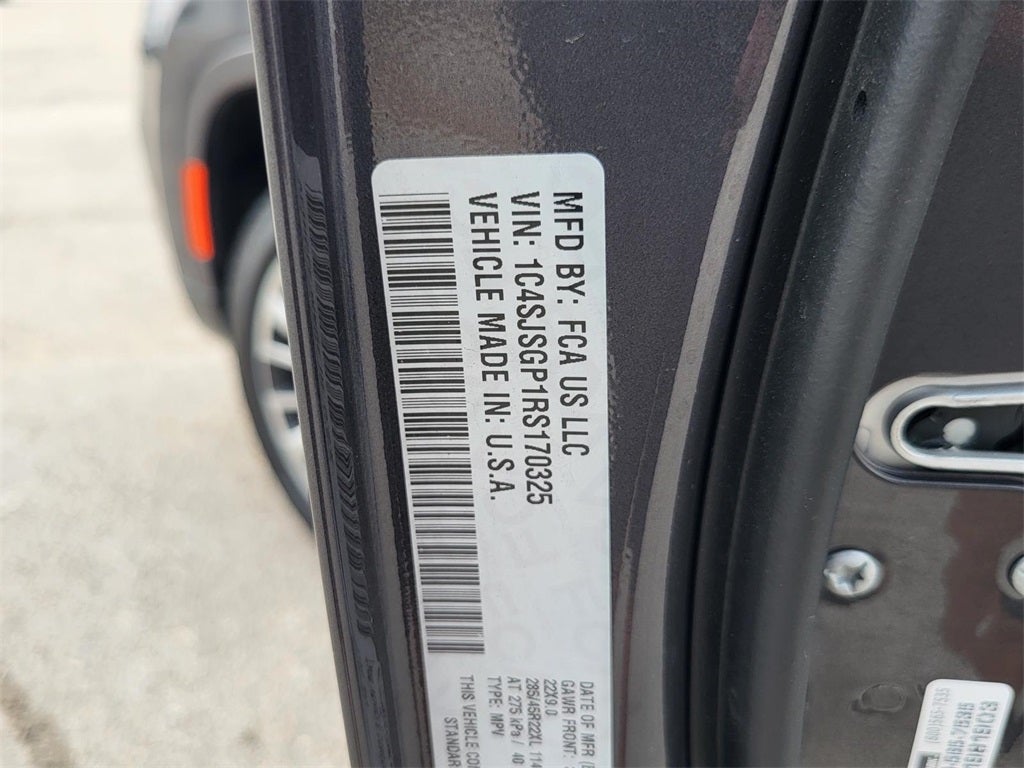 MFD BY: FCA US LLC
VIN: 1C4SJSGP1RS170325
VEHICLE MADE IN: U.S.A.
DATE OF MFR
GAWR FRONT:
22X9.0
285/45R22XL 114
AT 275 kPa /
TYPE: MPV
THIS VEHICLE
STANDAR